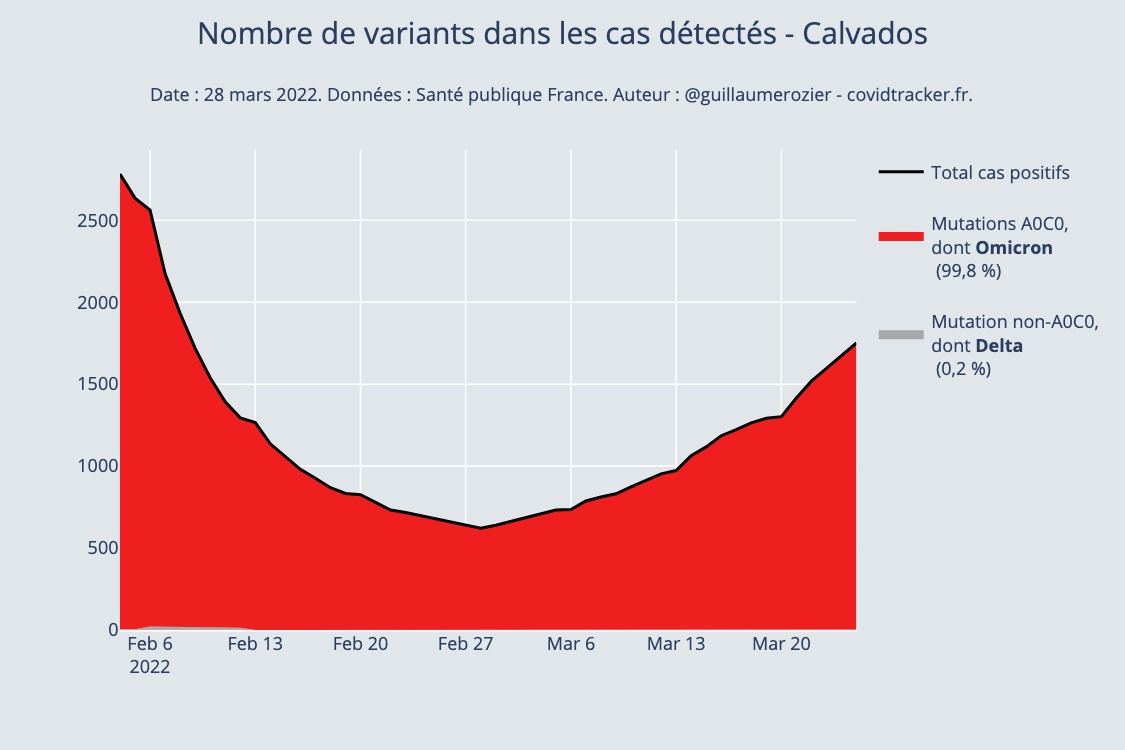 Nombre de variants dans les cas détectés - Calvados
Date : 28 mars 2022. Données : Santé publique France. Auteur : @guillaumerozier - covidtracker.fr.
Total cas positifs
Mutations A0C0,
dont Omicron
(99,8 %)
Mutation non-A0C0,
dont Delta
(0,2 %)
2500
2000
1500
1000
500
0
Feb 6 Feb 13 Feb 20 Feb 27 Mar 6 Mar 13 Mar 20
2022